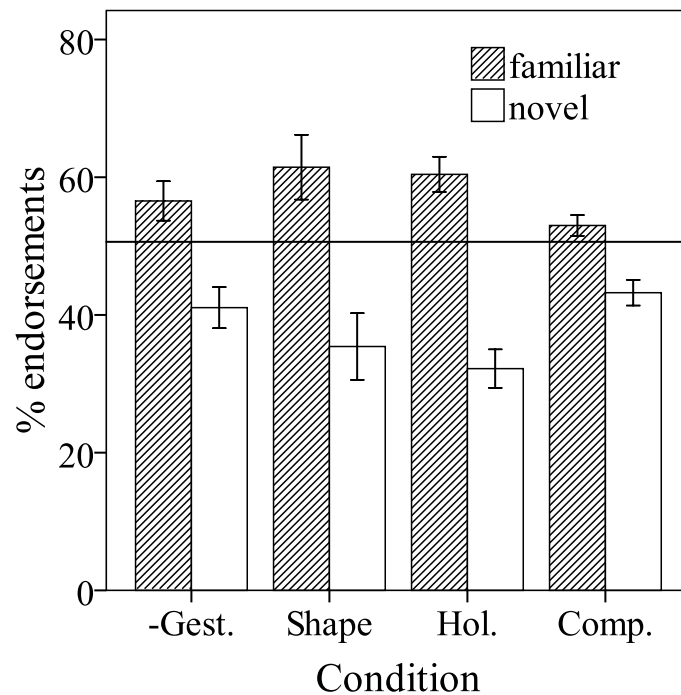 80
60
40
20
0
% endorsements
familiar
novel
-Gest.
Shape
Hol.
Comp.
Condition